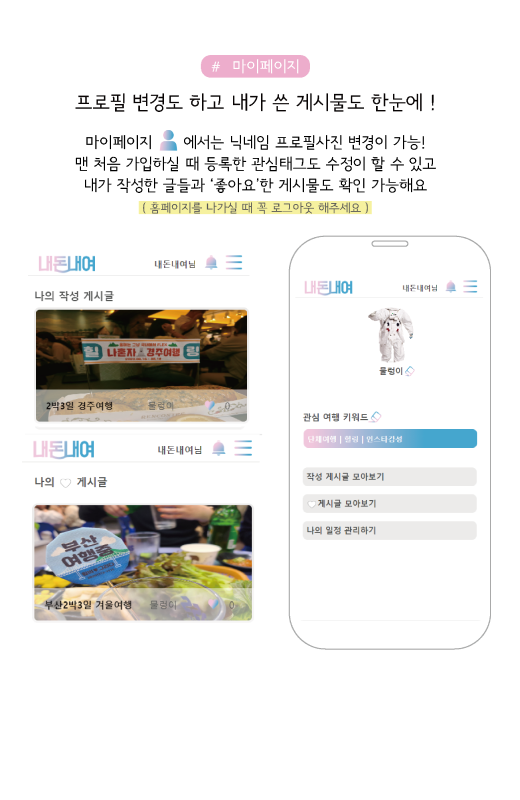 # 마이페이지
프로필 변경도 하고 내가 쓴 게시물도 한눈에 !
마이페이지 에서는 닉네임 프로필사진 변경이 가능!
맨 처음 가입하실 때 등록한 관심태그도 수정이 할 수 있고
내가 작성한 글들과 ‘좋아요’한 게시물도 확인 가능해요
( 홈페이지를 나가실 때 꼭 로그아웃 해주세요 )
내돈내여 내돈내여님
나의 작성 게시글
힐 나혼자 경주여행 링
2박3일 경주여행 물렁이 0
내돈내여 내돈내여님
나의 ♡ 게시글
부산
여행중
부산2박3일 겨울여행 물렁이 0
내돈내여 내돈내여님
물렁이
관심 여행 키워드
단체여행 | 힐링 | 인스타감성
작성 게시글 모아보기
♡ 게시글 모아보기
나의 일정 관리하기